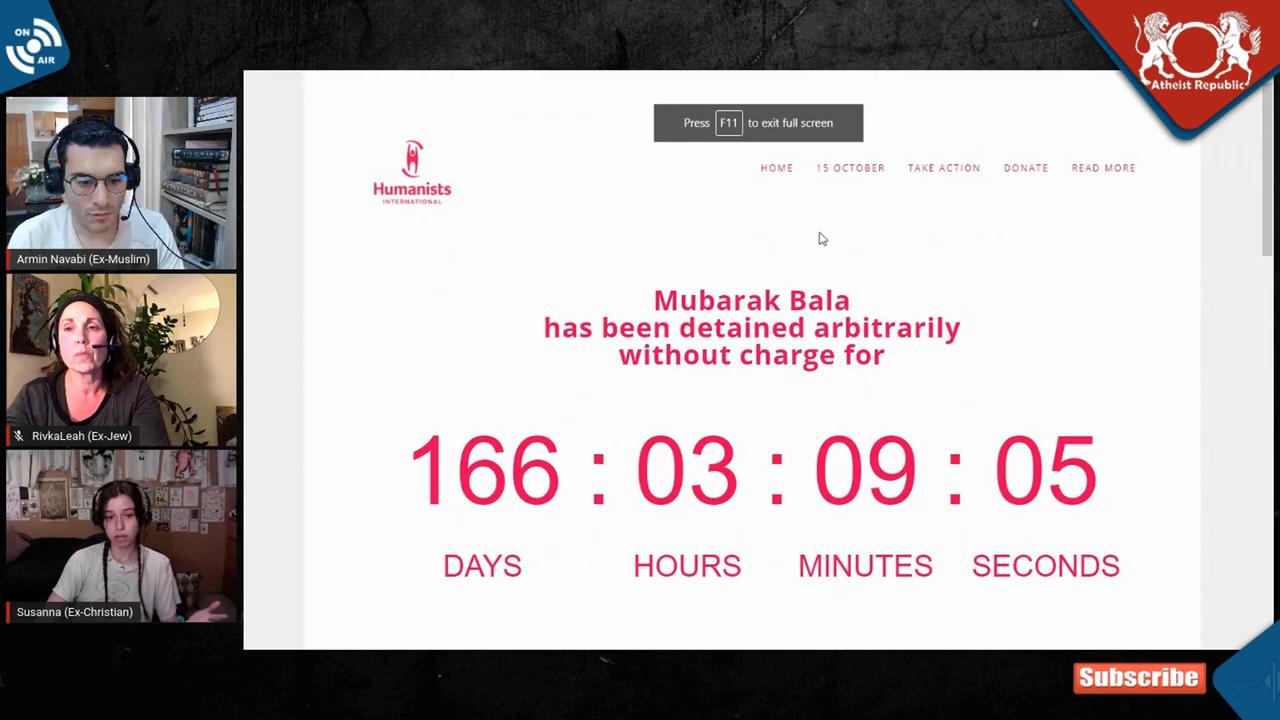 ON
AIR
Atheist Republic
Press F11 to exit full screen
Humanists
INTERNATIONAL
HOME 15 OCTOBER TAKE ACTION DONATE READ MORE
Mubarak Bala
has been detained arbitrarily
without charge for
166 : 03 : 09 : 05
DAYS HOURS MINUTES SECONDS
Armin Navabi (Ex-Muslim)
RivkaLeah (Ex-Jew)
Susanna (Ex-Christian)
Subscribe